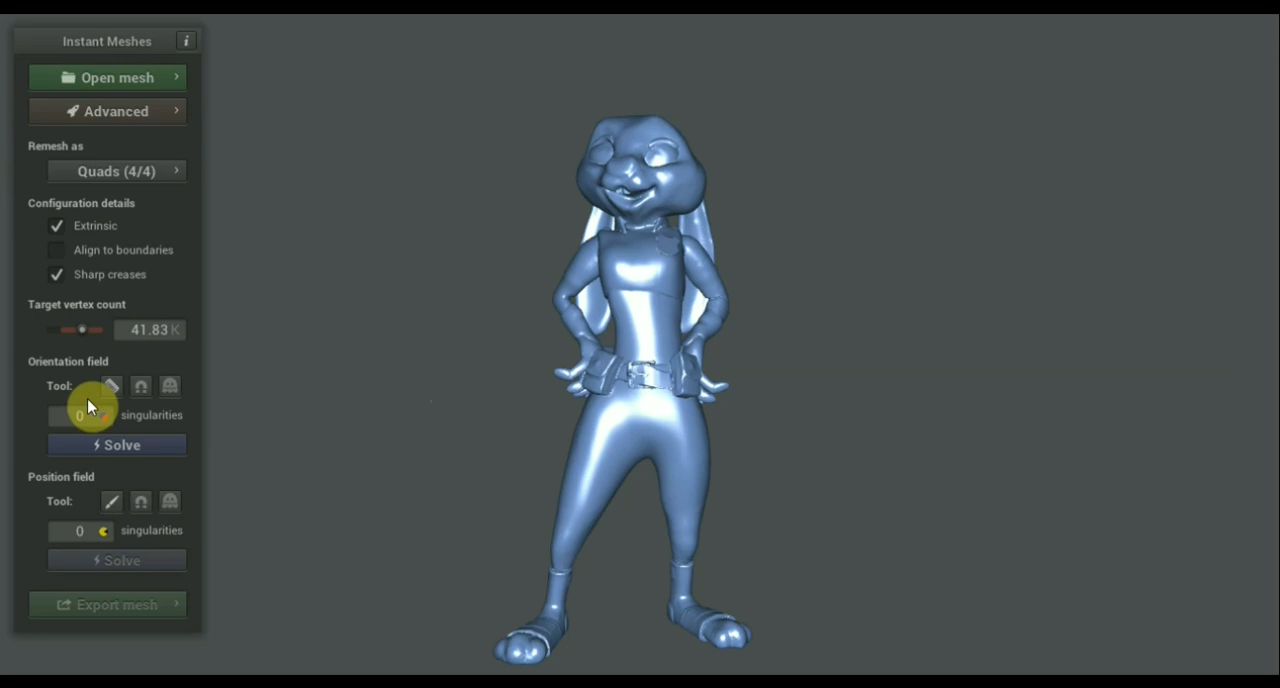 Instant Meshes i
Open mesh
Advanced
Remesh as
Quads (4/4)
Configuration details
Extrinsic
Align to boundaries
Sharp creases
Target vertex count
41.83 K
Orientation field
Tool:
0 singularities
Solve
Position field
Tool:
0 singularities
Solve
Export mesh